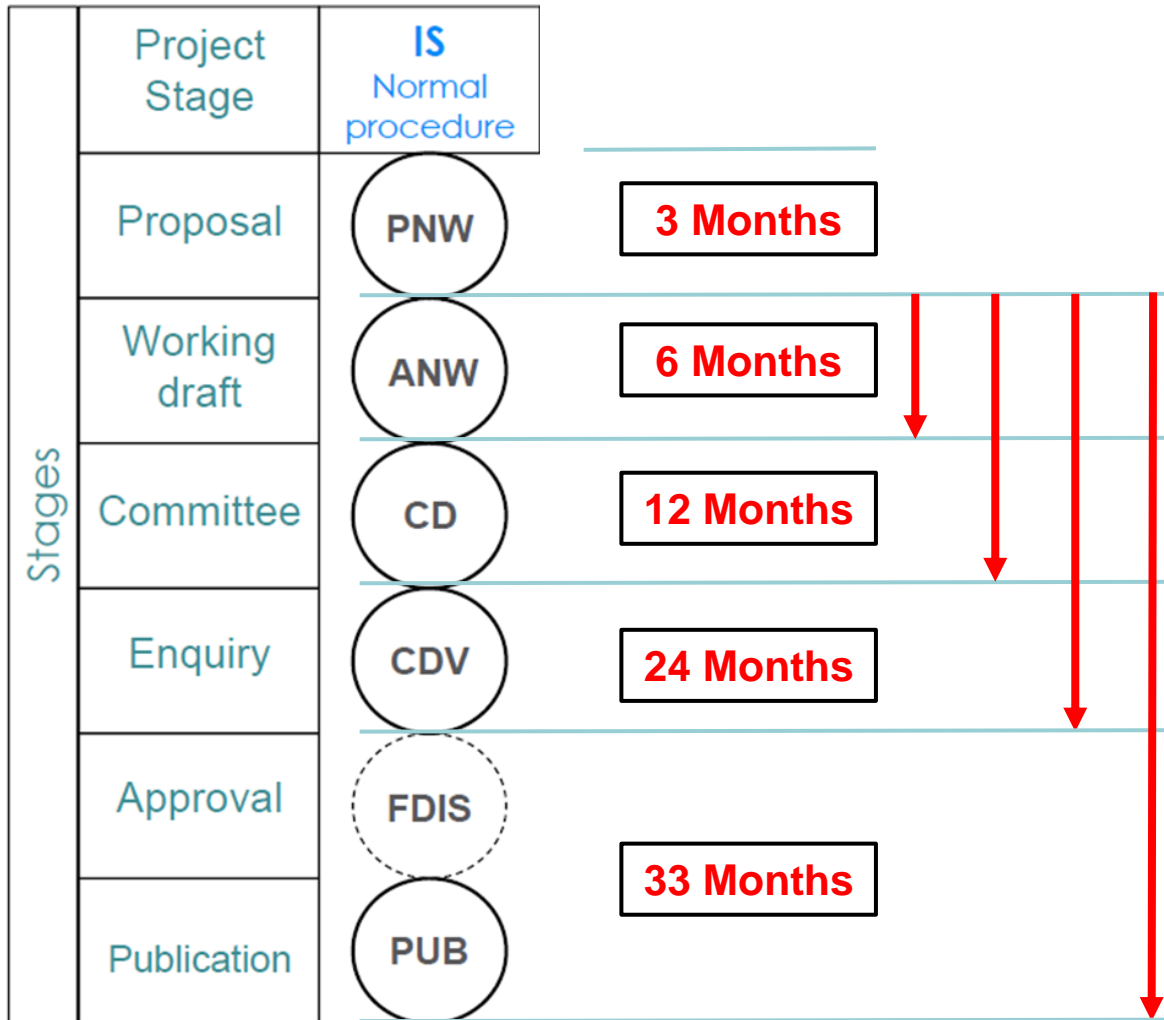 Project
Stage
IS
Normal
procedure
Stages
Proposal
PNW
3 Months
Working
draft
ANW
6 Months
Committee
CD
12 Months
Enquiry
CDV
24 Months
Approval
FDIS
33 Months
Publication
PUB